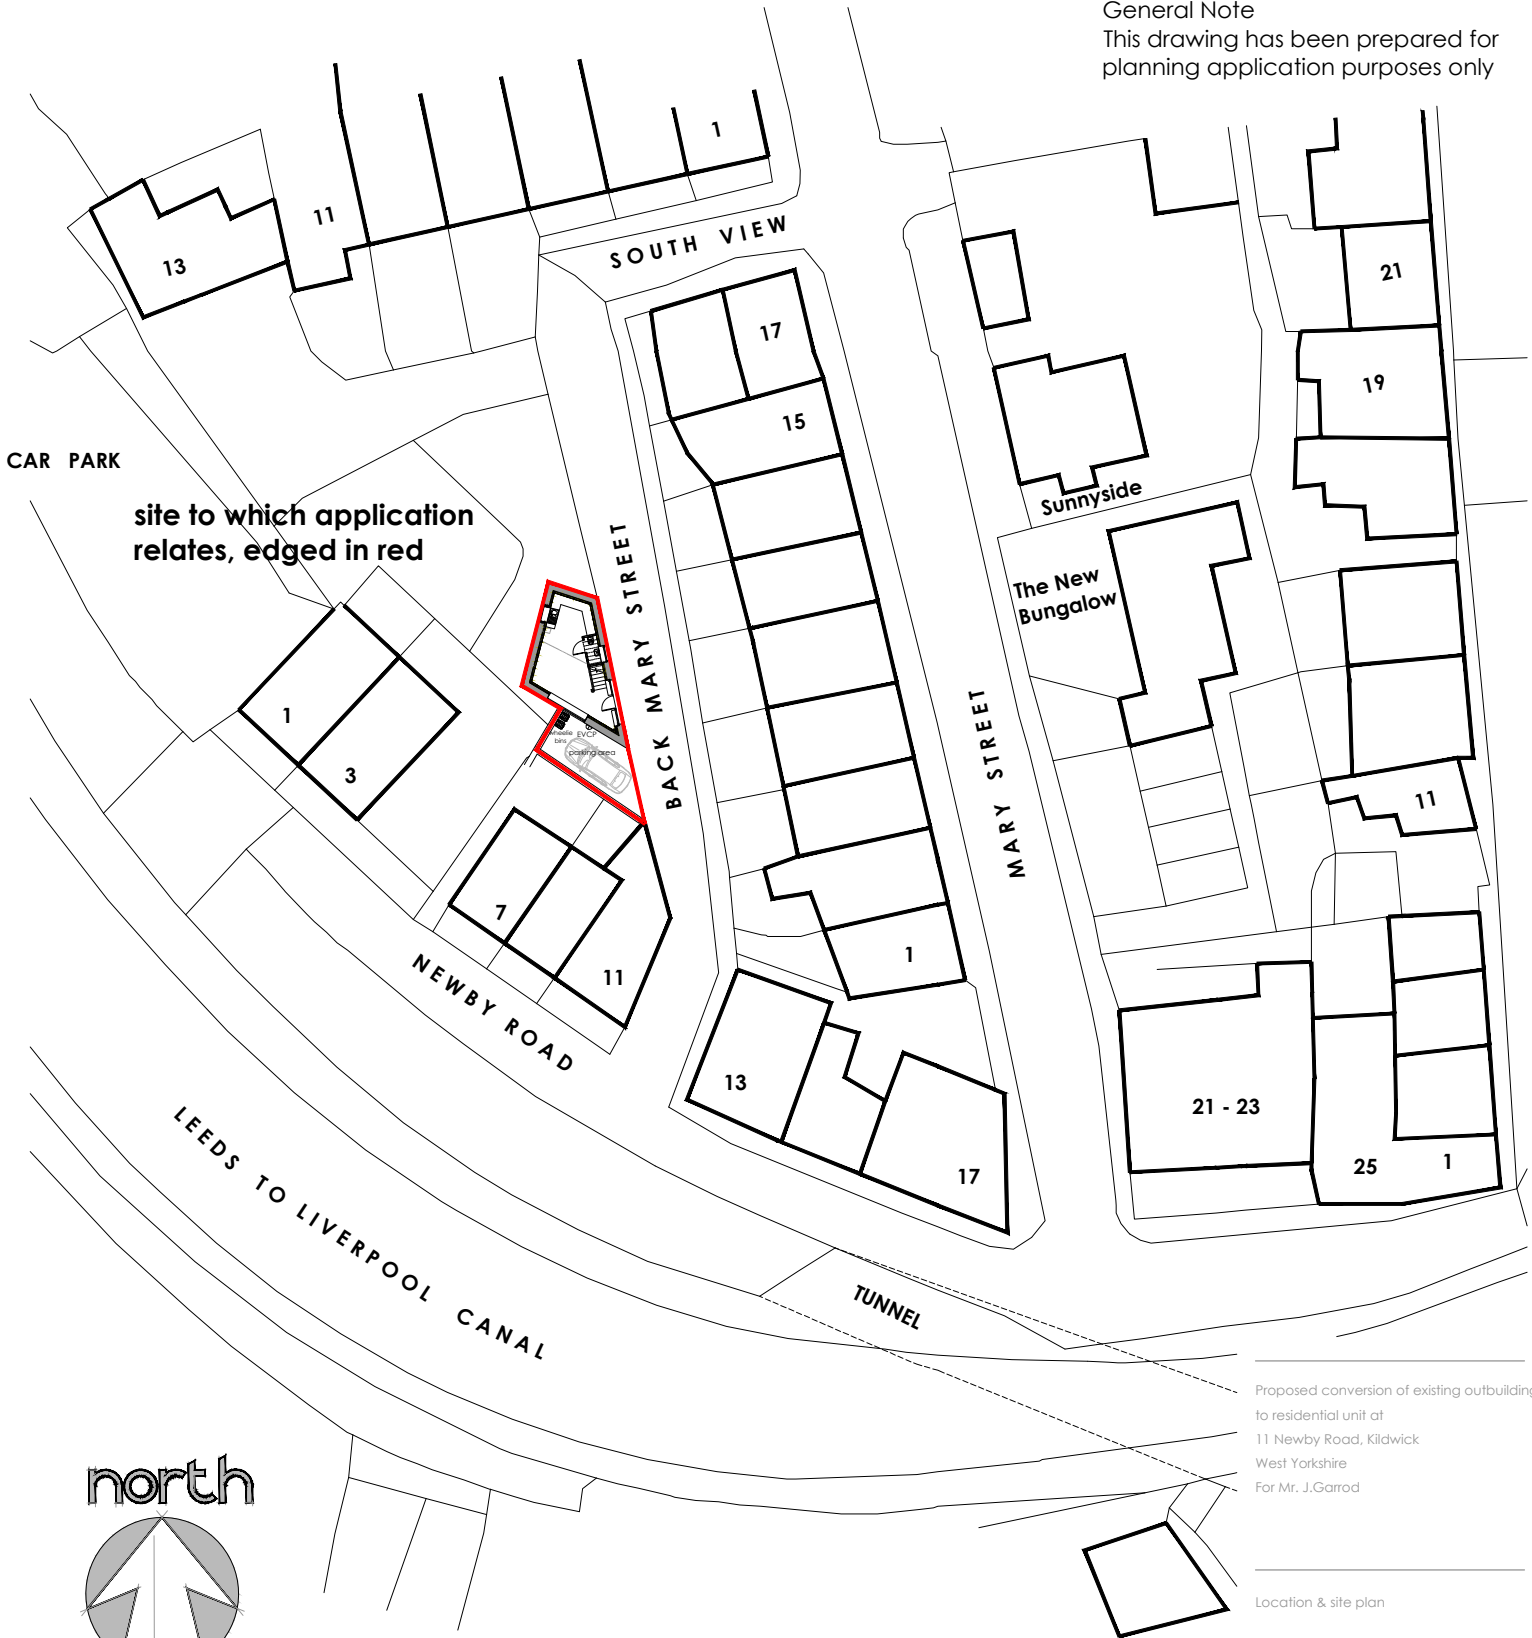 General Note
This drawing has been prepared for
planning application purposes only
1
11
13
SOUTH VIEW
21
17
19
15
CAR PARK
site to which application
relates, edged in red
Sunnyside
BACK MARY STREET
The New
Bungalow
MARY STREET
1
3
wheelie
bins
EVCP
parking area
11
7
11
1
NEWBY ROAD
13
21 - 23
17
25
1
LEEDS TO LIVERPOOL CANAL
TUNNEL
Proposed conversion of existing outbuilding
to residential unit at
11 Newby Road, Kildwick
West Yorkshire
For Mr. J.Garrod
north
Location & site plan